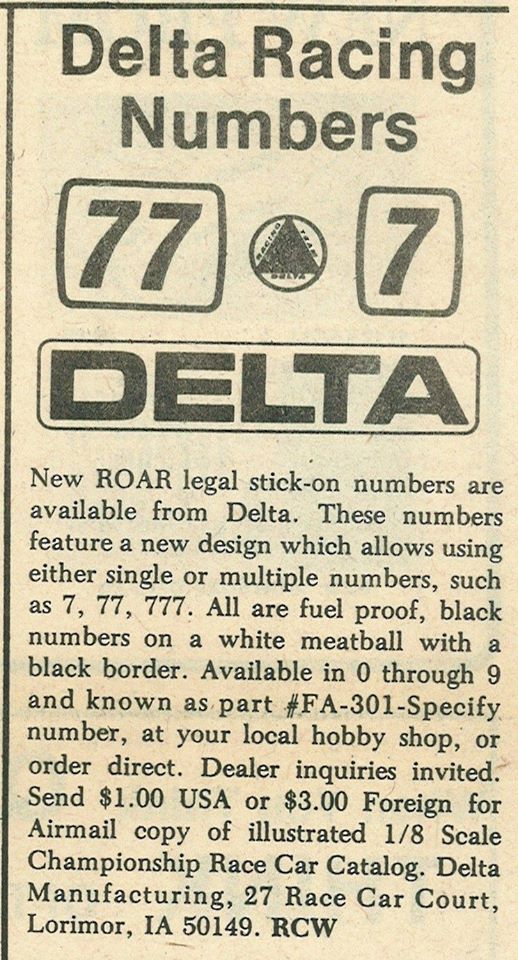 Delta Racing
Numbers
77
RACING TEAM
DELTA
7
DELTA
New ROAR legal stick-on numbers are
available from Delta. These numbers
feature a new design which allows using
either single or multiple numbers, such
as 7, 77, 777. All are fuel proof, black
numbers on a white meatball with a
black border. Available in 0 through 9
and known as part #FA-301-Specify
number, at your local hobby shop, or
order direct. Dealer inquiries invited.
Send $1.00 USA or $3.00 Foreign for
Airmail copy of illustrated 1/8 Scale
Championship Race Car Catalog. Delta
Manufacturing, 27 Race Car Court,
Lorimor, IA 50149. RCW